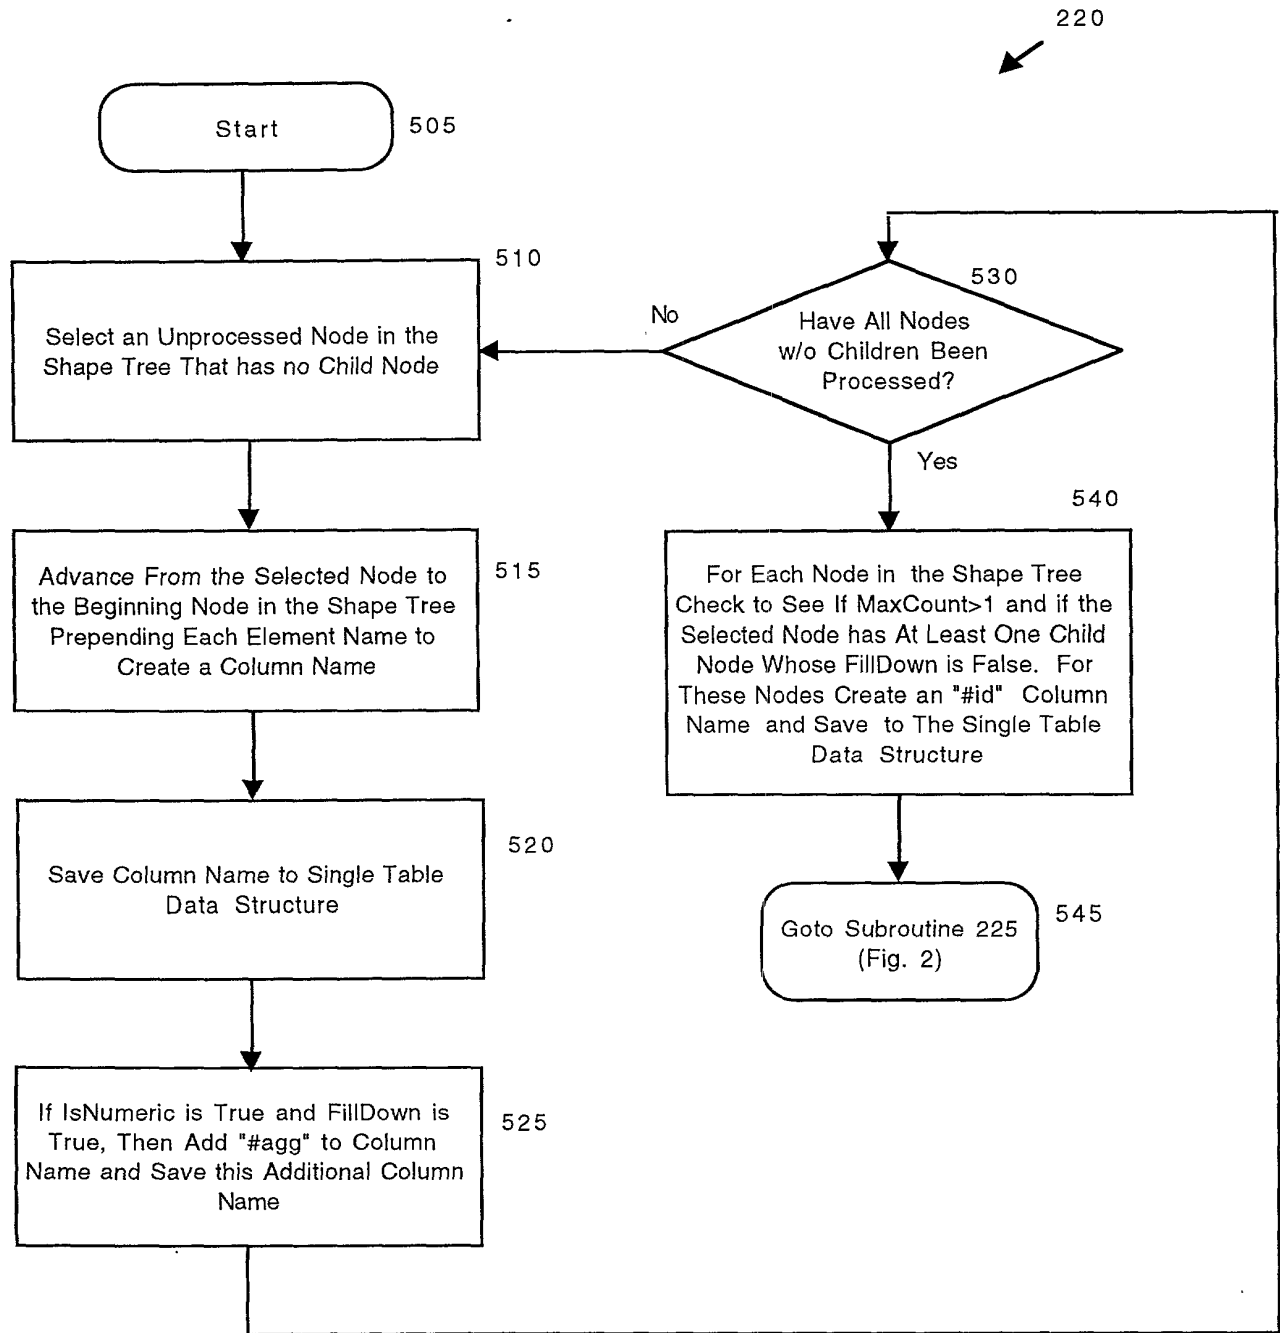 220
Start
505
510
Select an Unprocessed Node in the
Shape Tree That has no Child Node
515
Advance From the Selected Node to
the Beginning Node in the Shape Tree
Prepending Each Element Name to
Create a Column Name
520
Save Column Name to Single Table
Data Structure
525
If IsNumeric is True and FillDown is
True, Then Add "#agg" to Column
Name and Save this Additional Column
Name
530
Have All Nodes
w/o Children Been
Processed?
No
Yes
540
For Each Node in the Shape Tree
Check to See If MaxCount>1 and if the
Selected Node has At Least One Child
Node Whose FillDown is False. For
These Nodes Create an "#id" Column
Name and Save to The Single Table
Data Structure
Goto Subroutine 225
(Fig. 2)
545